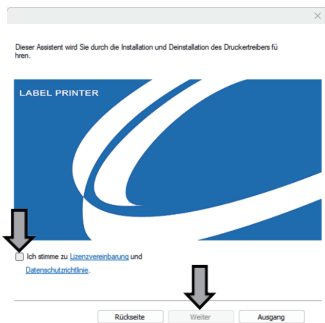 Dieser Assistent wird Sie durch die Installation und Deinstallation des Druckertreibers fü
hren.
LABEL PRINTER
Ich stimme zu Lizenzvereinbarung und
Datenschutzrichtlinie.
Rückseite Weiter Ausgang